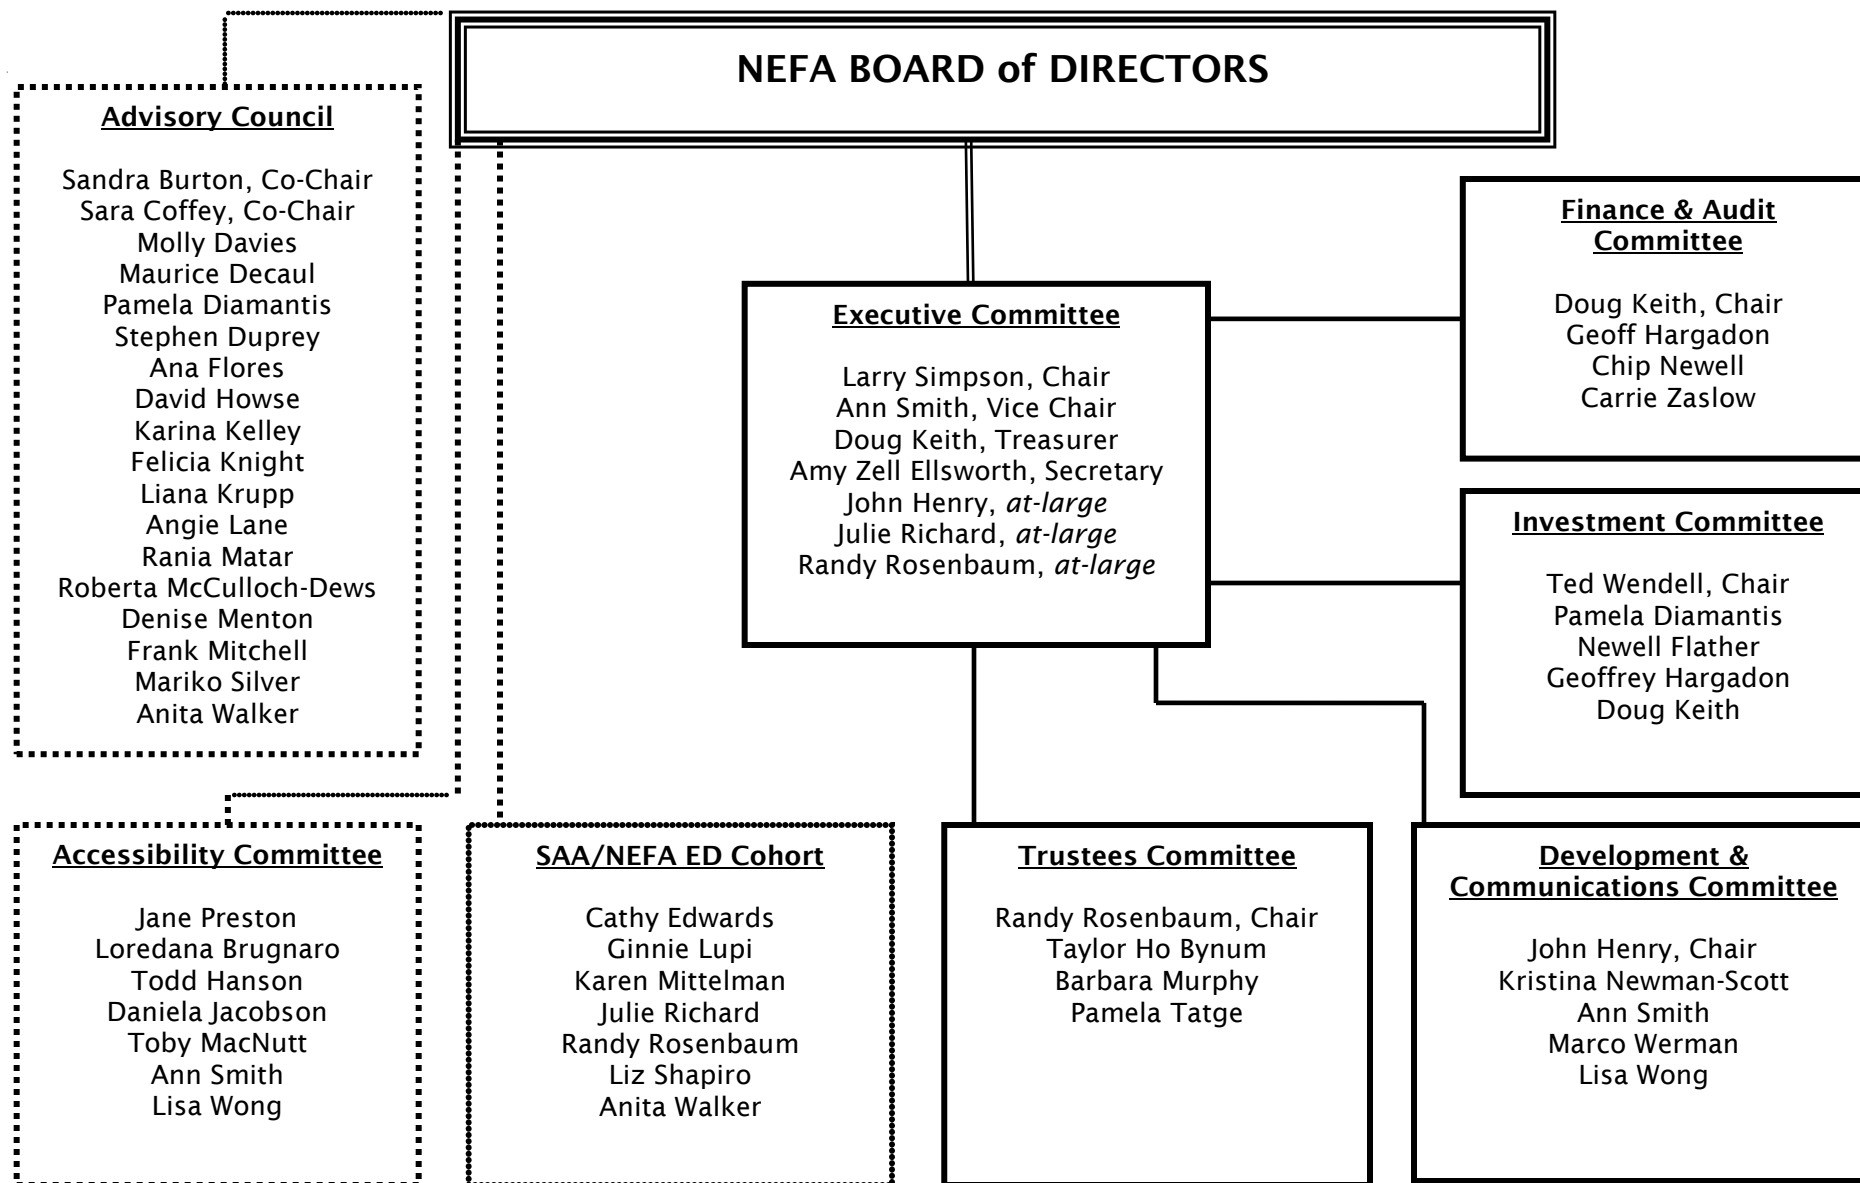 NEFA BOARD of DIRECTORS
Advisory Council
Sandra Burton, Co-Chair
Sara Coffey, Co-Chair
Molly Davies
Maurice Decaul
Pamela Diamantis
Stephen Duprey
Ana Flores
David Howse
Karina Kelley
Felicia Knight
Liana Krupp
Angie Lane
Rania Matar
Roberta McCulloch-Dews
Denise Menton
Frank Mitchell
Mariko Silver
Anita Walker
Executive Committee
Larry Simpson, Chair
Ann Smith, Vice Chair
Doug Keith, Treasurer
Amy Zell Ellsworth, Secretary
John Henry, at-large
Julie Richard, at-large
Randy Rosenbaum, at-large
Finance & Audit
Committee
Doug Keith, Chair
Geoff Hargadon
Chip Newell
Carrie Zaslow
Investment Committee
Ted Wendell, Chair
Pamela Diamantis
Newell Flather
Geoffrey Hargadon
Doug Keith
Accessibility Committee
Jane Preston
Loredana Brugnaro
Todd Hanson
Daniela Jacobson
Toby MacNutt
Ann Smith
Lisa Wong
SAA/NEFA ED Cohort
Cathy Edwards
Ginnie Lupi
Karen Mittelman
Julie Richard
Randy Rosenbaum
Liz Shapiro
Anita Walker
Trustees Committee
Randy Rosenbaum, Chair
Taylor Ho Bynum
Barbara Murphy
Pamela Tatge
Development &
Communications Committee
John Henry, Chair
Kristina Newman-Scott
Ann Smith
Marco Werman
Lisa Wong